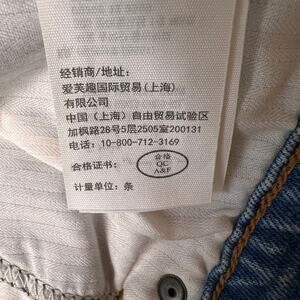 经销商/地址:
爱芙趣国际贸易(上海)
有限公司
中国（上海）自由贸易试验区
加枫路28号5层2505室200131
电话: 10-800-712-3169
合格证书:
合格
QC
A&F
计量单位: 条